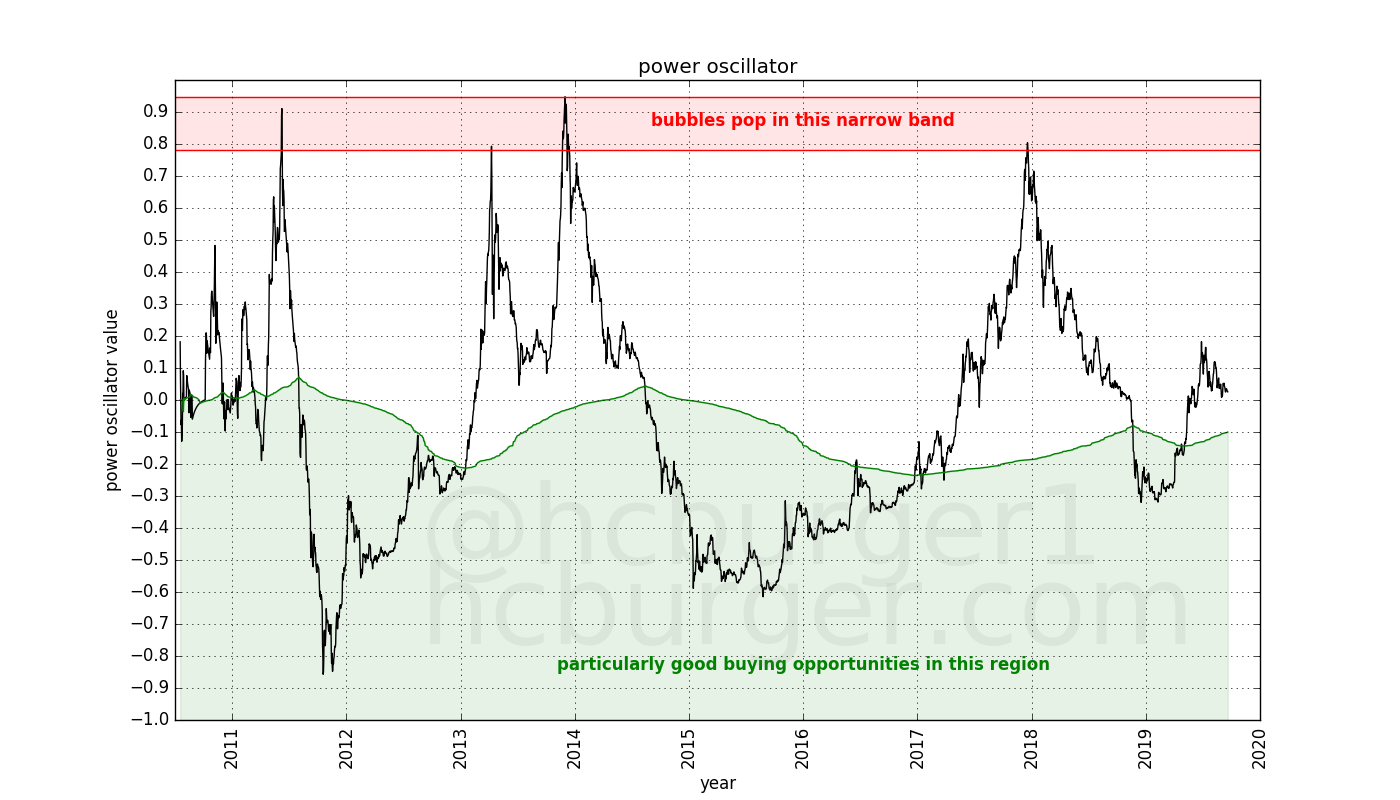 power oscillator
bubbles pop in this narrow band
0.9
0.8
0.7
0.6
0.5
0.4
0.3
0.2
0.1
0.0
−0.1
−0.2
−0.3
−0.4
−0.5
−0.6
−0.7
−0.8
−0.9
−1.0
power oscillator value
@hcburger1
hcburger.com
particularly good buying opportunities in this region
2011 2012 2013 2014 2015 2016 2017 2018 2019 2020
year